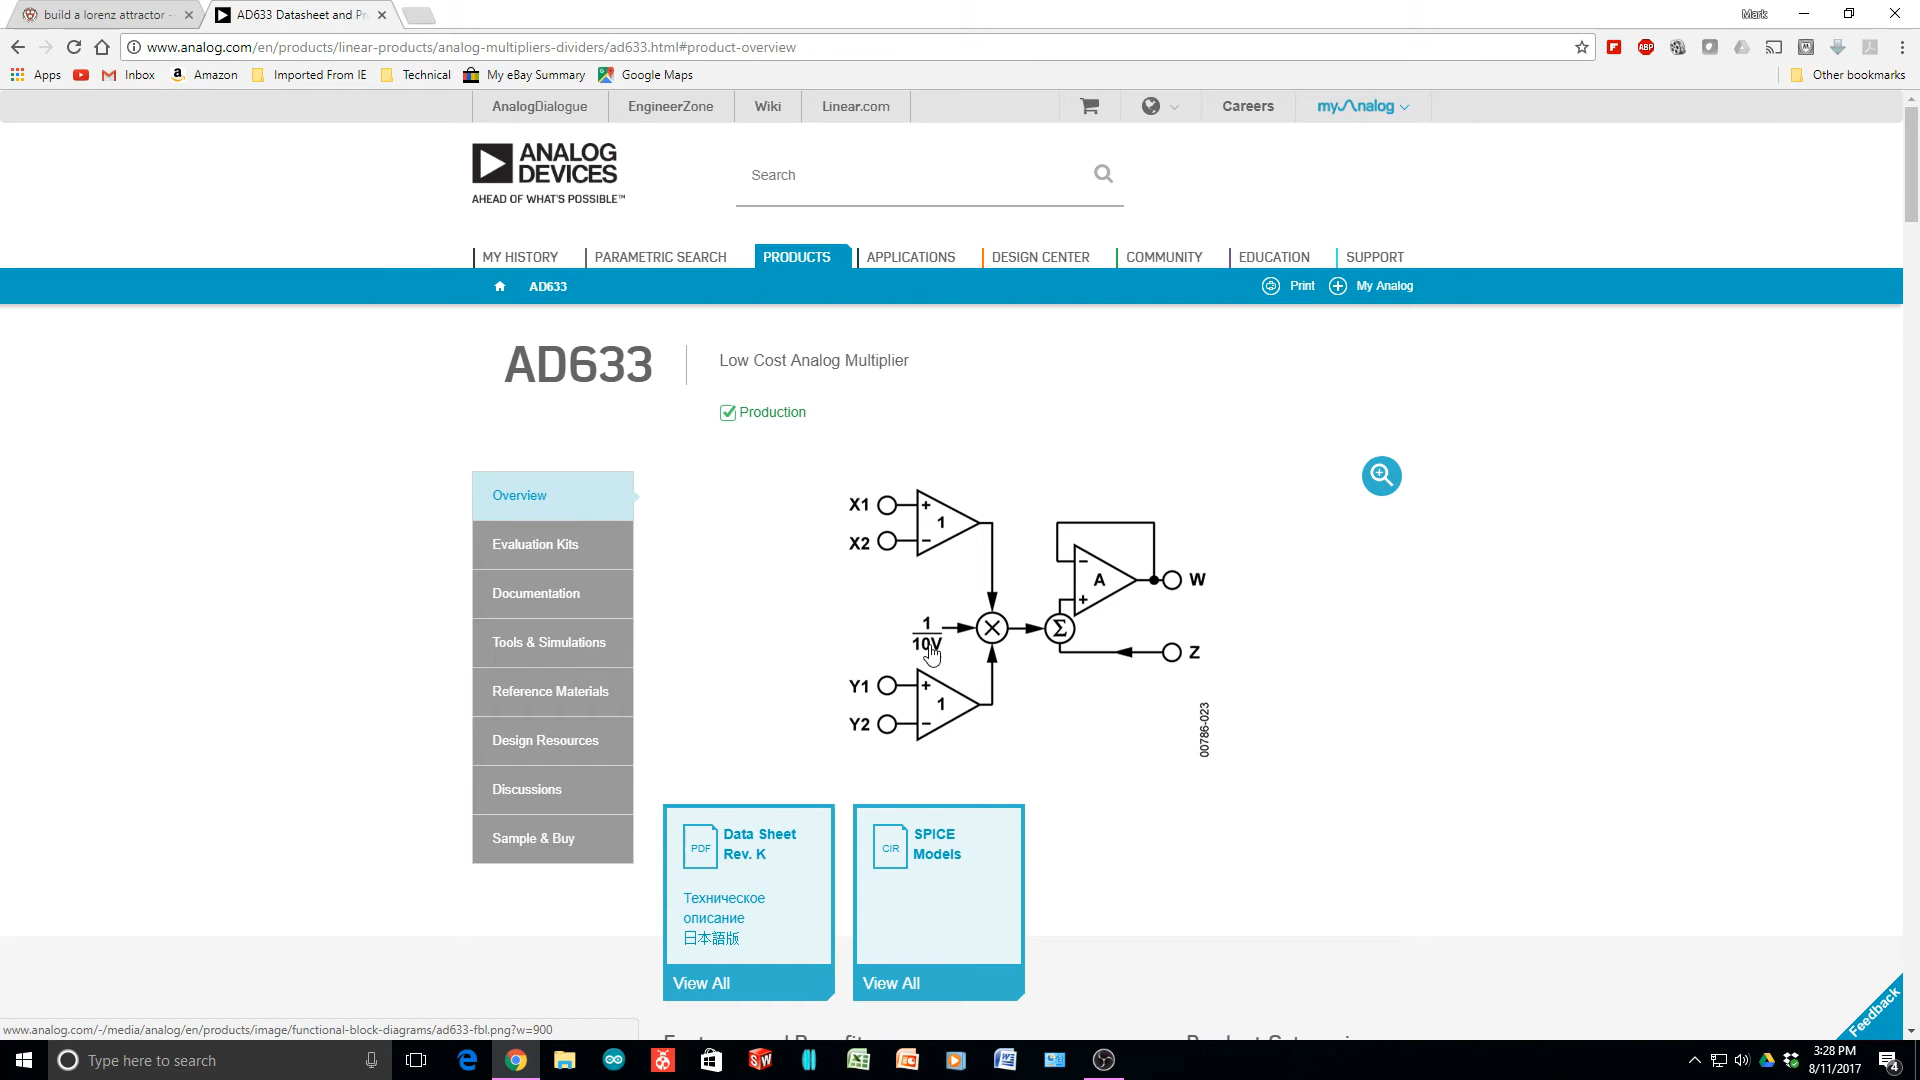 build a lorenz attractor -
AD633 Datasheet and Pr
Mark
www.analog.com/en/products/linear-products/analog-multipliers-dividers/ad633.html#product-overview
ABP
Apps
Inbox
Amazon
Imported From IE
Technical
My eBay Summary
Google Maps
Other bookmarks
AnalogDialogue
EngineerZone
Wiki
Linear.com
Careers
myAnalog
ANALOG
DEVICES
AHEAD OF WHAT'S POSSIBLE™
Search
MY HISTORY
PARAMETRIC SEARCH
PRODUCTS
APPLICATIONS
DESIGN CENTER
COMMUNITY
EDUCATION
SUPPORT
AD633
Print
My Analog
AD633
Low Cost Analog Multiplier
Production
Overview
Evaluation Kits
Documentation
Tools & Simulations
Reference Materials
Design Resources
Discussions
Sample & Buy
X1
+
1
X2
−
−
A
W
+
1
10V
Σ
Z
Y1
+
1
Y2
−
00786-023
PDF
Data Sheet
Rev. K
Техническое
описание
日本語版
View All
CIR
SPICE
Models
View All
Feedback
www.analog.com/-/media/analog/en/products/image/functional-block-diagrams/ad633-fbl.png?w=900
Type here to search
3:28 PM
8/11/2017
4